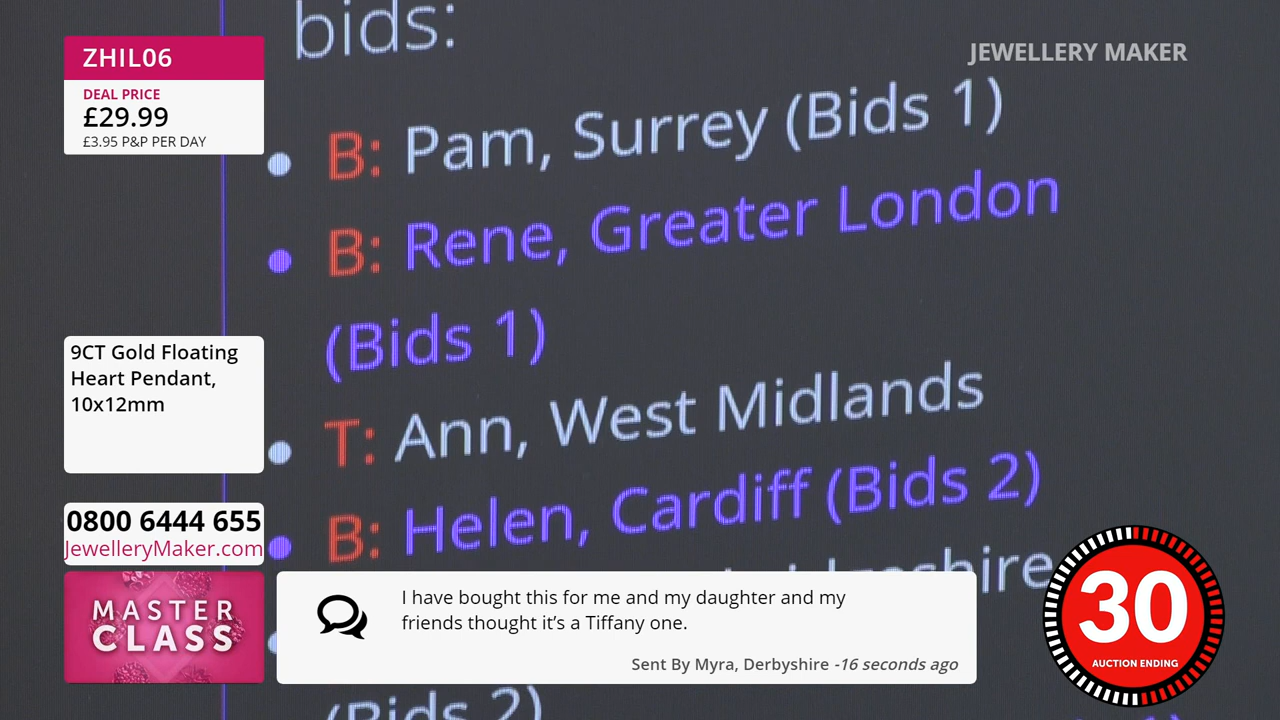 bids:
ZHIL06
JEWELLERY MAKER
DEAL PRICE
£29.99
£3.95 P&P PER DAY
B: Pam, Surrey (Bids 1)
B: Rene, Greater London
(Bids 1)
9CT Gold Floating
Heart Pendant,
10x12mm
T: Ann, West Midlands
B: Helen, Cardiff (Bids 2)
0800 6444 655
JewelleryMaker.com
MASTER
CLASS
I have bought this for me and my daughter and my
friends thought it's a Tiffany one.
Sent By Myra, Derbyshire -16 seconds ago
30
AUCTION ENDING
(Bids 2)